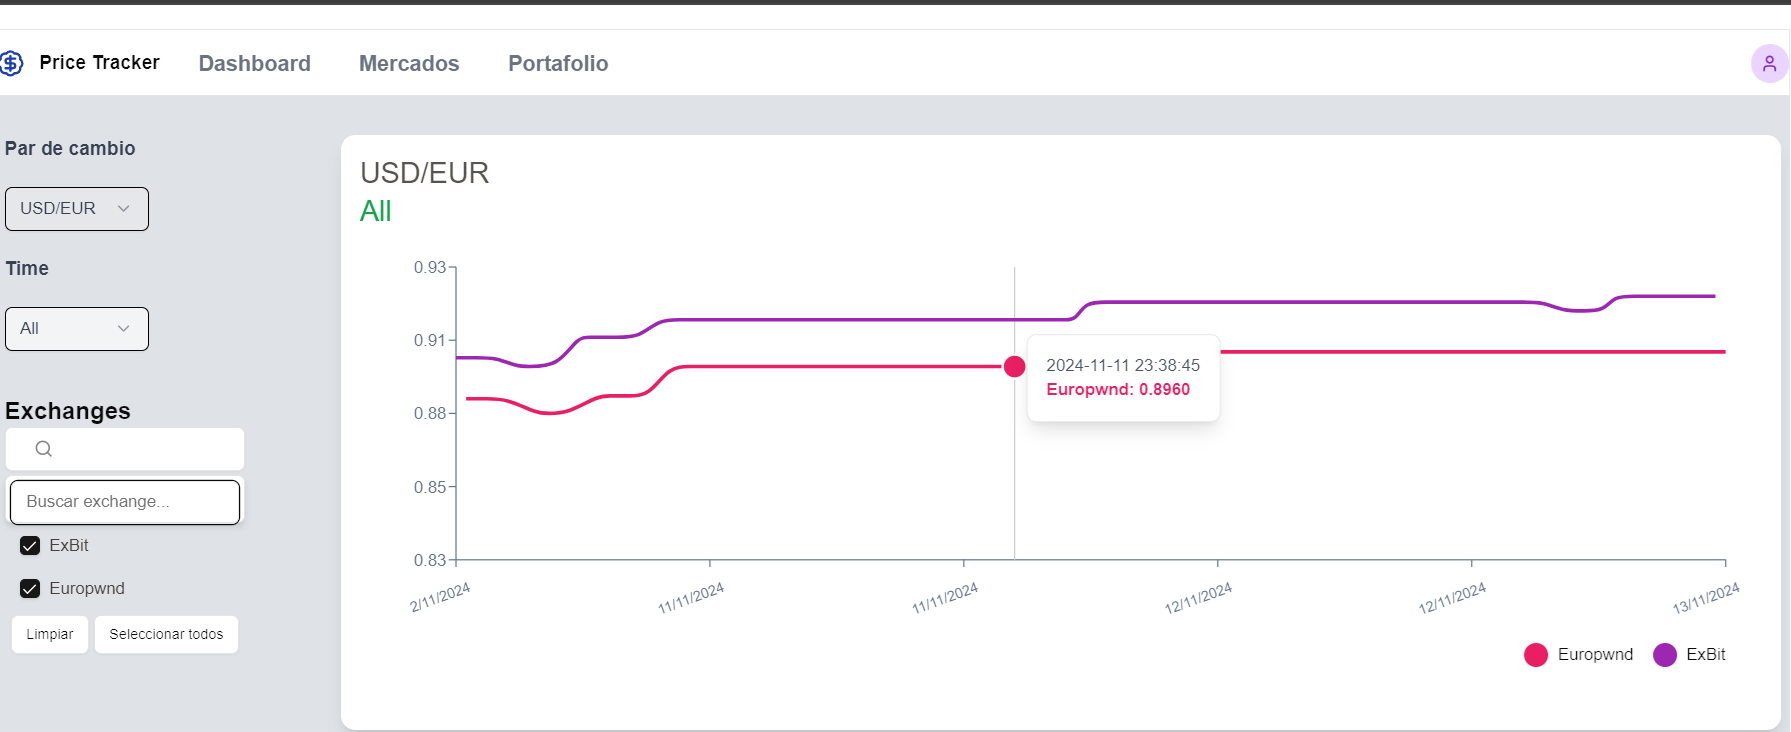 Price Tracker Dashboard Mercados Portafolio
Par de cambio
USD/EUR
Time
All
Exchanges
Buscar exchange...
ExBit
Europwnd
Limpiar Seleccionar todos
USD/EUR
All
0.93
0.91
0.88
0.85
0.83
2/11/2024 11/11/2024 11/11/2024 12/11/2024 12/11/2024 13/11/2024
2024-11-11 23:38:45
Europwnd: 0.8960
Europwnd ExBit